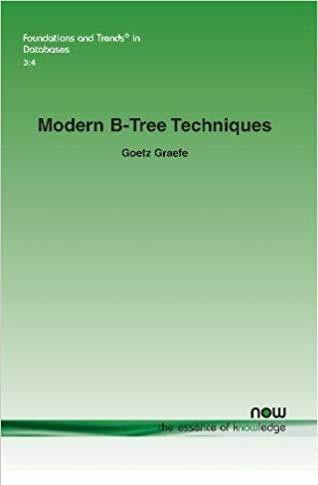 Foundations and Trends® in
Databases
3:4
Modern B-Tree Techniques
Goetz Graefe
now
the essence of knowledge